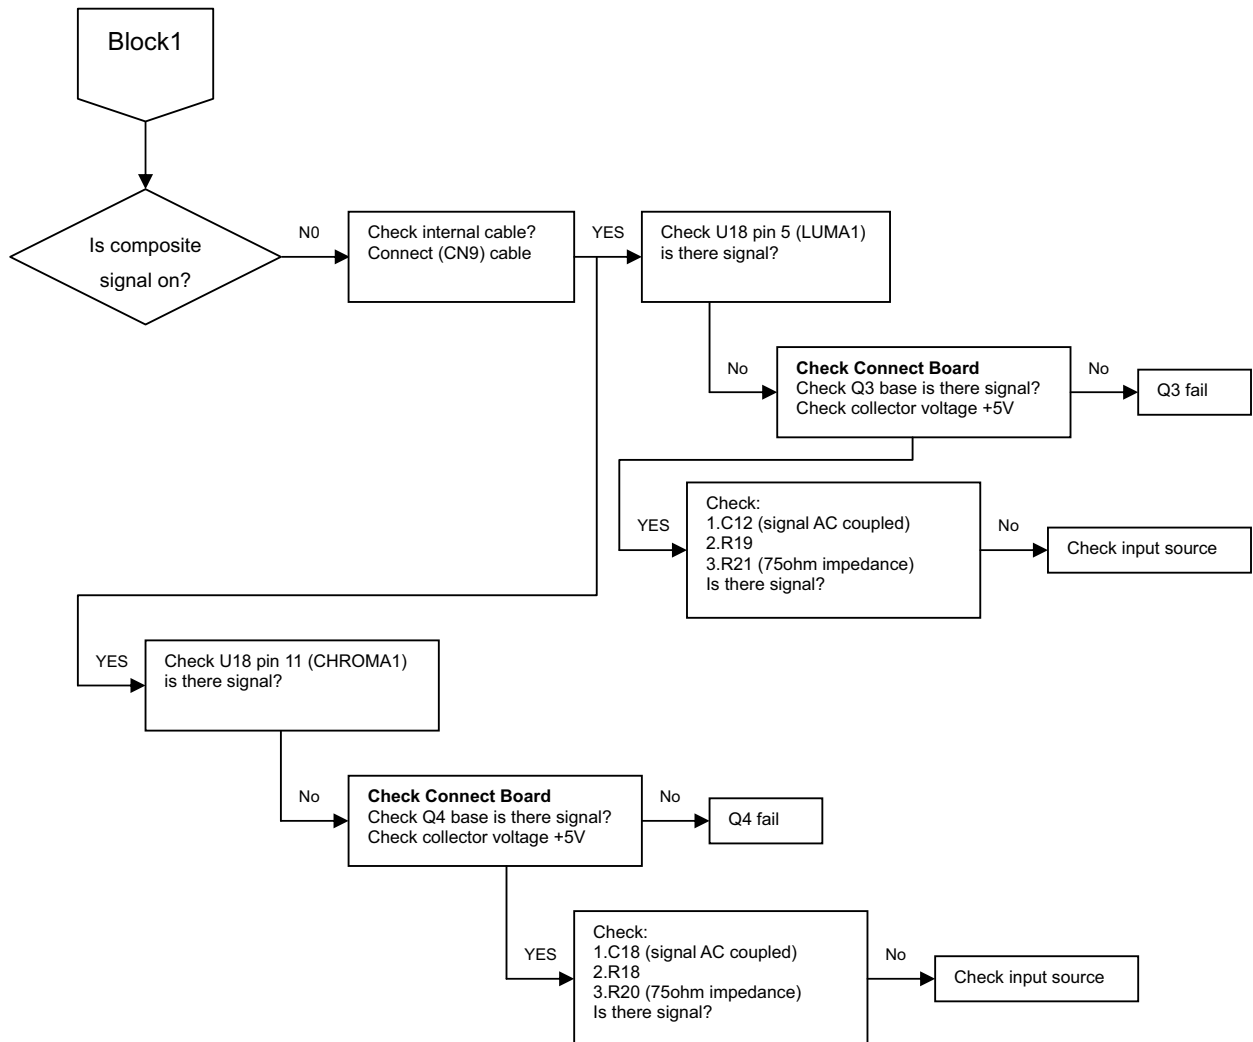 Block1
Is composite
signal on?
N0
Check internal cable?
Connect (CN9) cable
YES
Check U18 pin 5 (LUMA1)
is there signal?
No
Check Connect Board
Check Q3 base is there signal?
Check collector voltage +5V
No
Q3 fail
YES
Check:
1.C12 (signal AC coupled)
2.R19
3.R21 (75ohm impedance)
Is there signal?
No
Check input source
YES
Check U18 pin 11 (CHROMA1)
is there signal?
No
Check Connect Board
Check Q4 base is there signal?
Check collector voltage +5V
No
Q4 fail
YES
Check:
1.C18 (signal AC coupled)
2.R18
3.R20 (75ohm impedance)
Is there signal?
No
Check input source